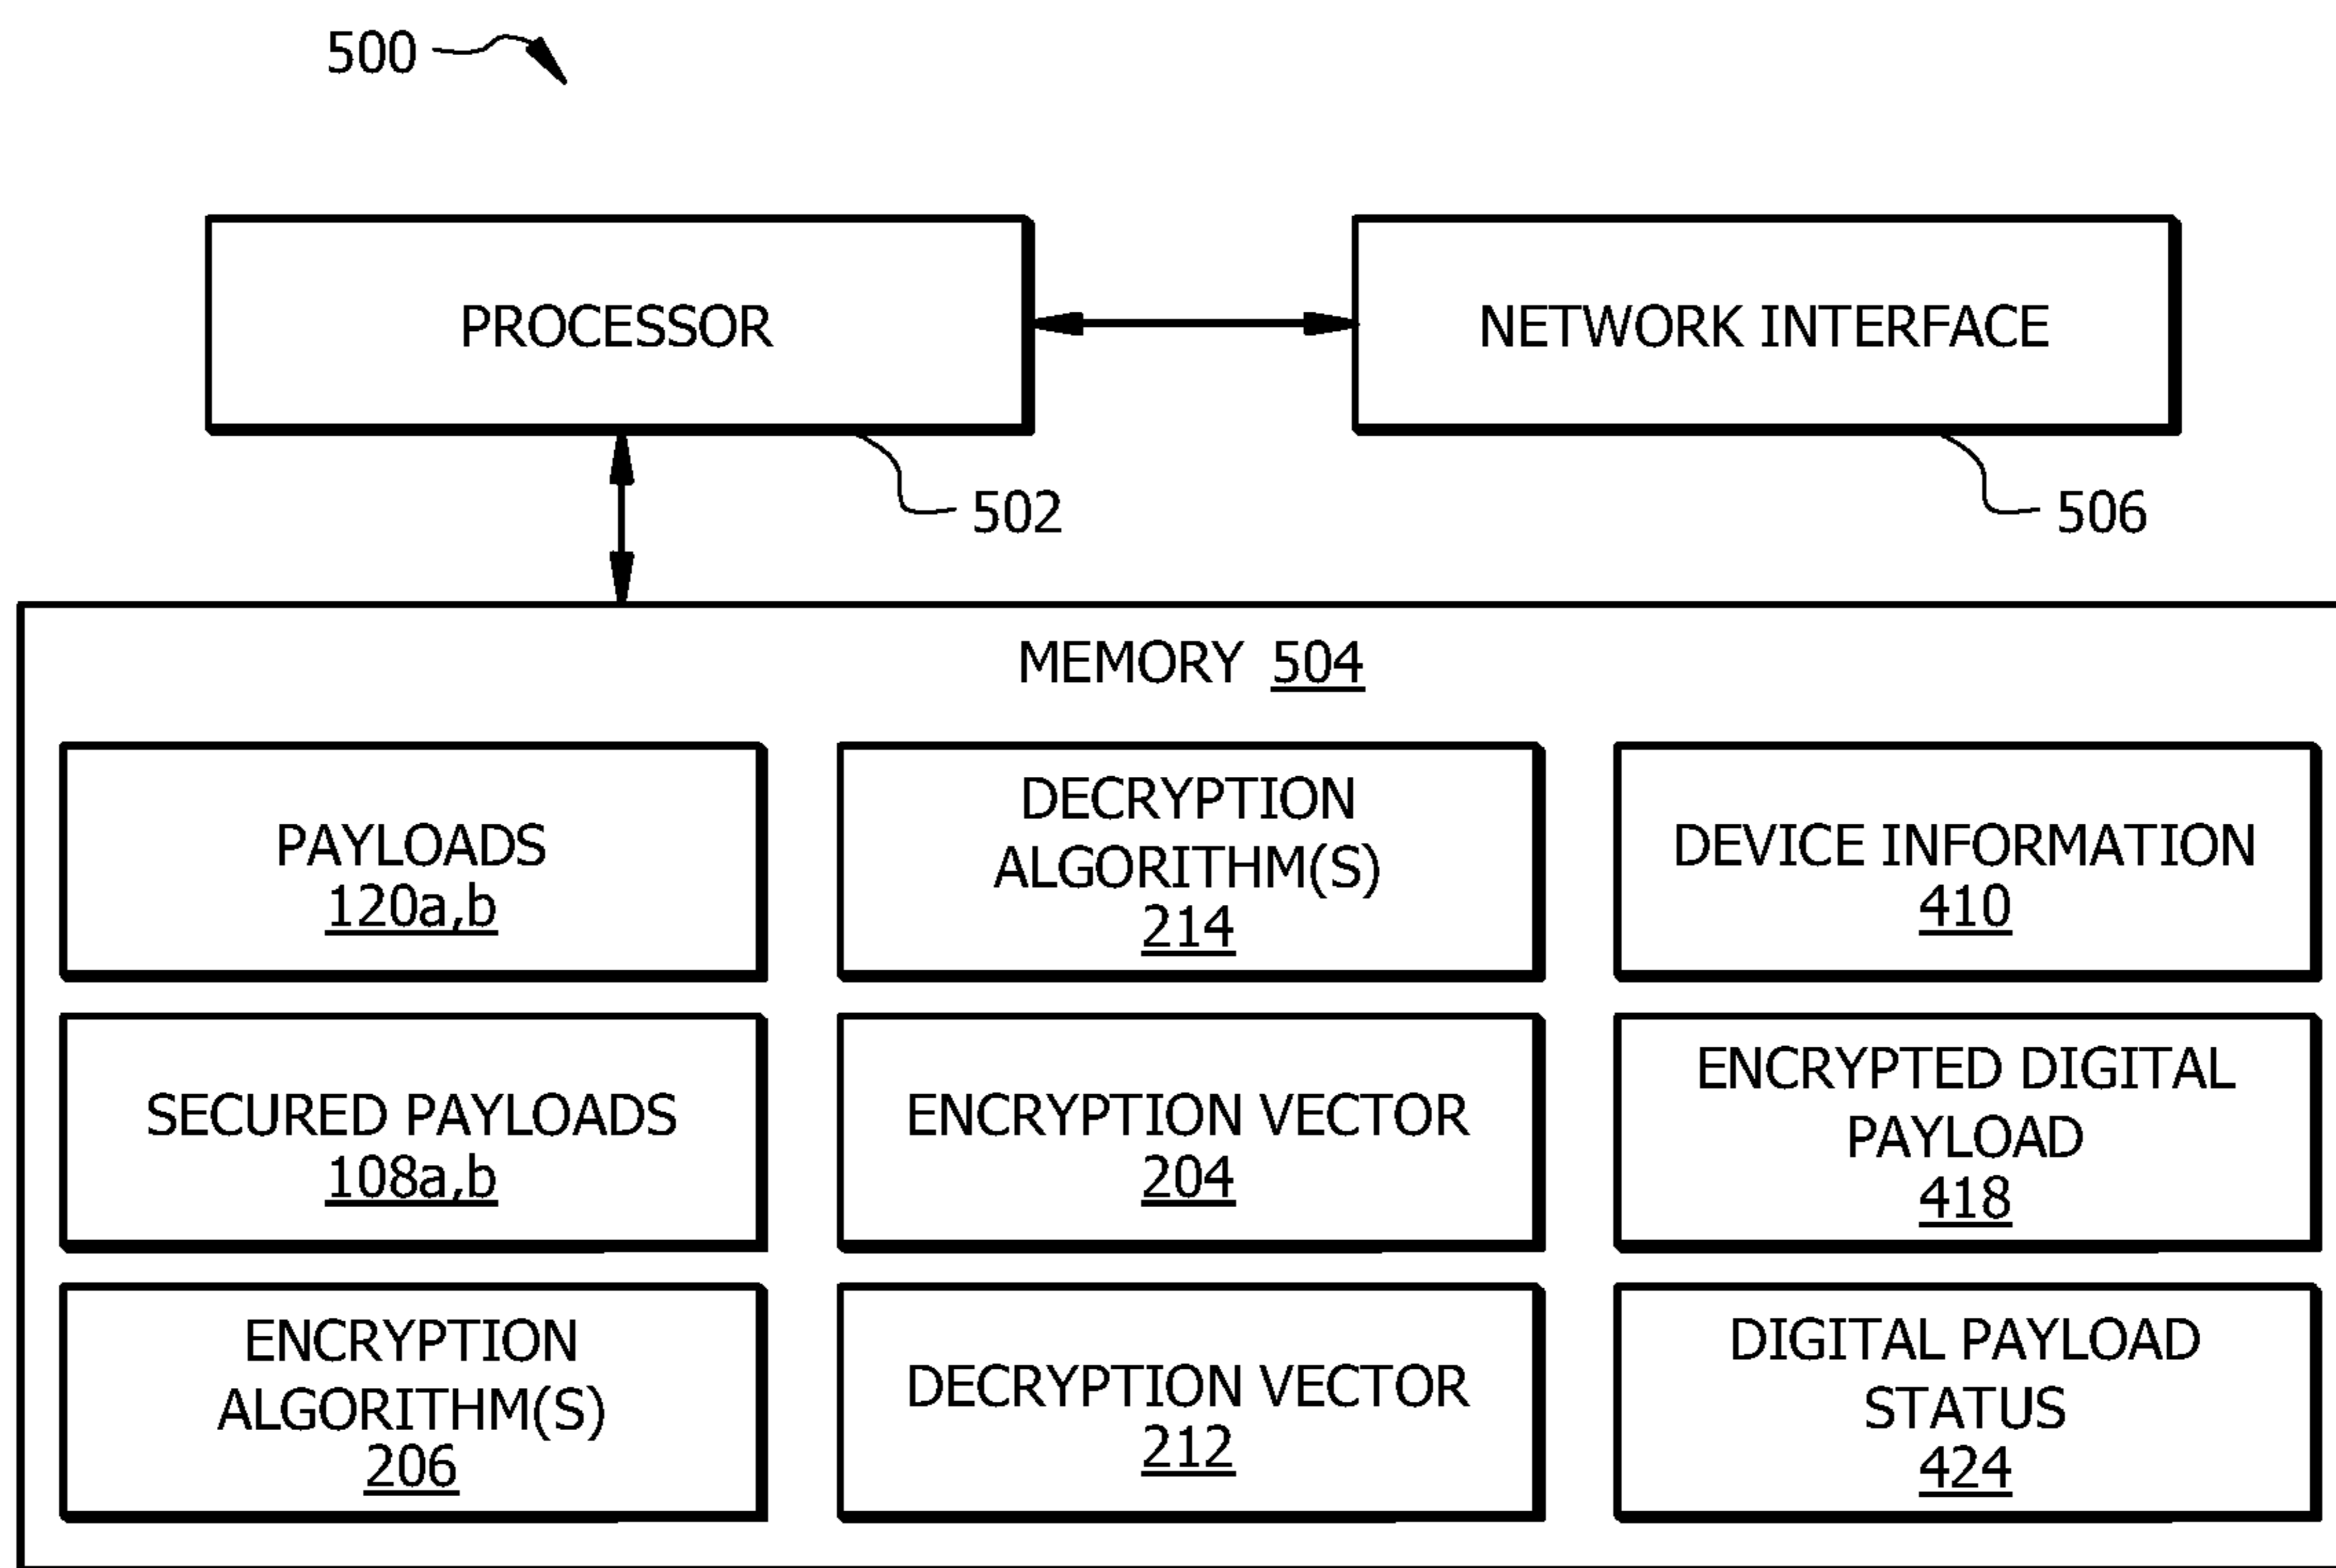 500
PROCESSOR
NETWORK INTERFACE
502
506
MEMORY 504
PAYLOADS
120a,b
DECRYPTION
ALGORITHM(S)
214
DEVICE INFORMATION
410
SECURED PAYLOADS
108a,b
ENCRYPTION VECTOR
204
ENCRYPTED DIGITAL
PAYLOAD
418
ENCRYPTION
ALGORITHM(S)
206
DECRYPTION VECTOR
212
DIGITAL PAYLOAD
STATUS
424